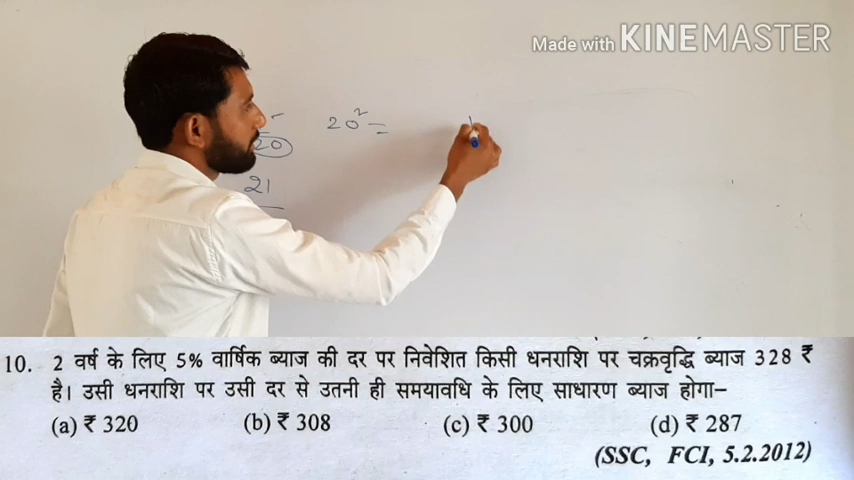 Made with KINEMASTER
20² =
20
21
10. 2 वर्ष के लिए 5% वार्षिक ब्याज की दर पर निवेशित किसी धनराशि पर चक्रवृद्धि ब्याज 328 ₹
है। उसी धनराशि पर उसी दर से उतनी ही समयावधि के लिए साधारण ब्याज होगा–
(a) ₹ 320 (b) ₹ 308 (c) ₹ 300 (d) ₹ 287
(SSC, FCI, 5.2.2012)